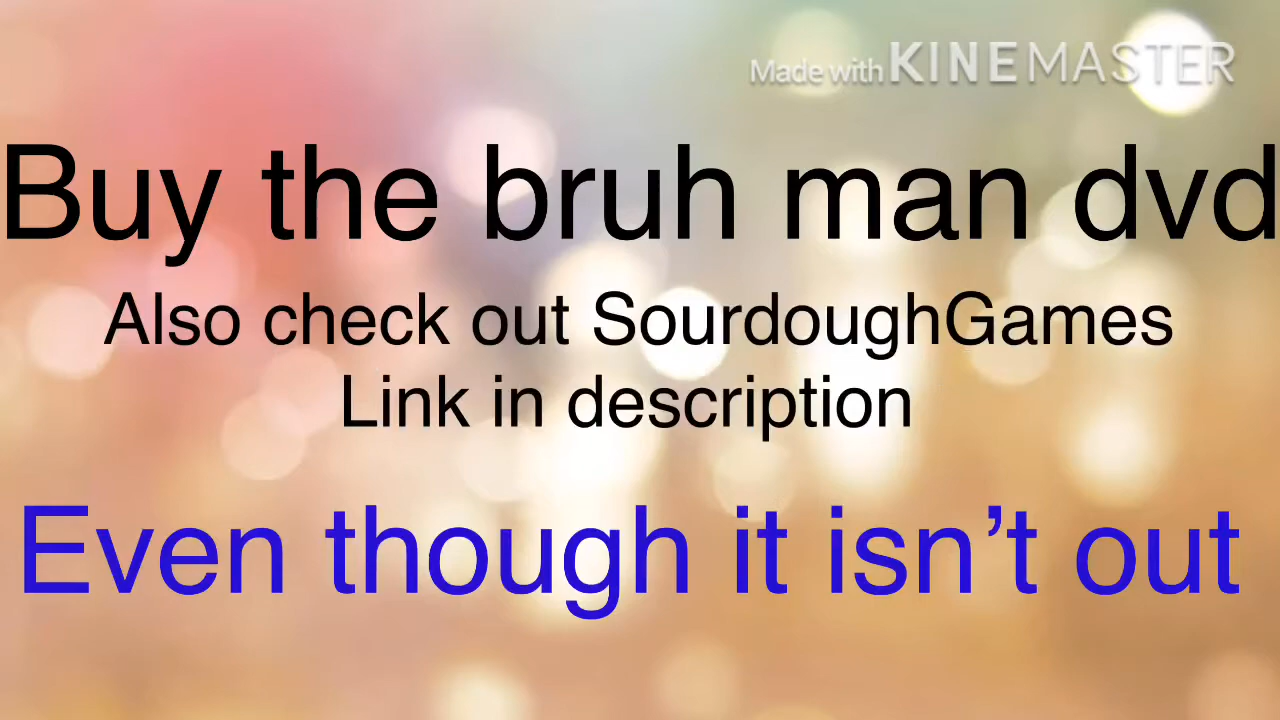 Made with KINEMASTER
Buy the bruh man dvd
Also check out SourdoughGames
Link in description
Even though it isn’t out